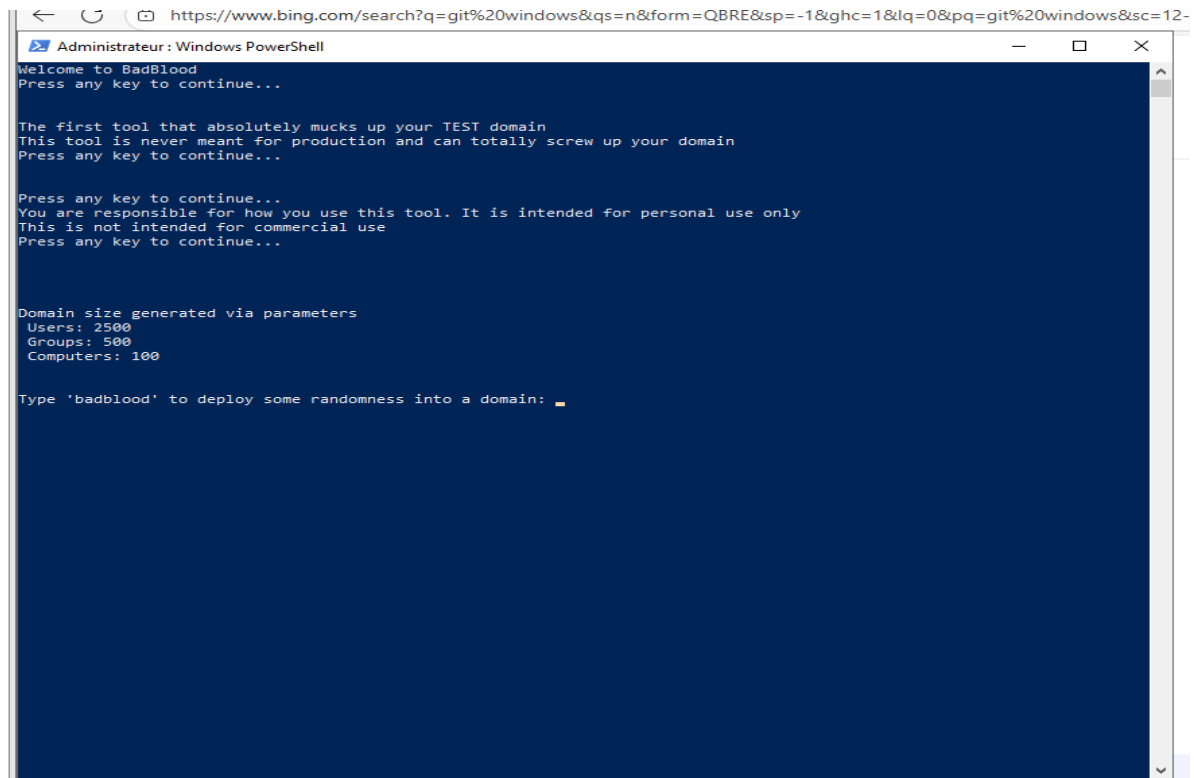 https://www.bing.com/search?q=git%20windows&qs=n&form=QBRE&sp=-1&ghc=1&lq=0&pq=git%20windows&sc=12-
Administrateur : Windows PowerShell
Welcome to BadBlood
Press any key to continue...
The first tool that absolutely mucks up your TEST domain
This tool is never meant for production and can totally screw up your domain
Press any key to continue...
Press any key to continue...
You are responsible for how you use this tool. It is intended for personal use only
This is not intended for commercial use
Press any key to continue...
Domain size generated via parameters
Users: 2500
Groups: 500
Computers: 100
Type 'badblood' to deploy some randomness into a domain: